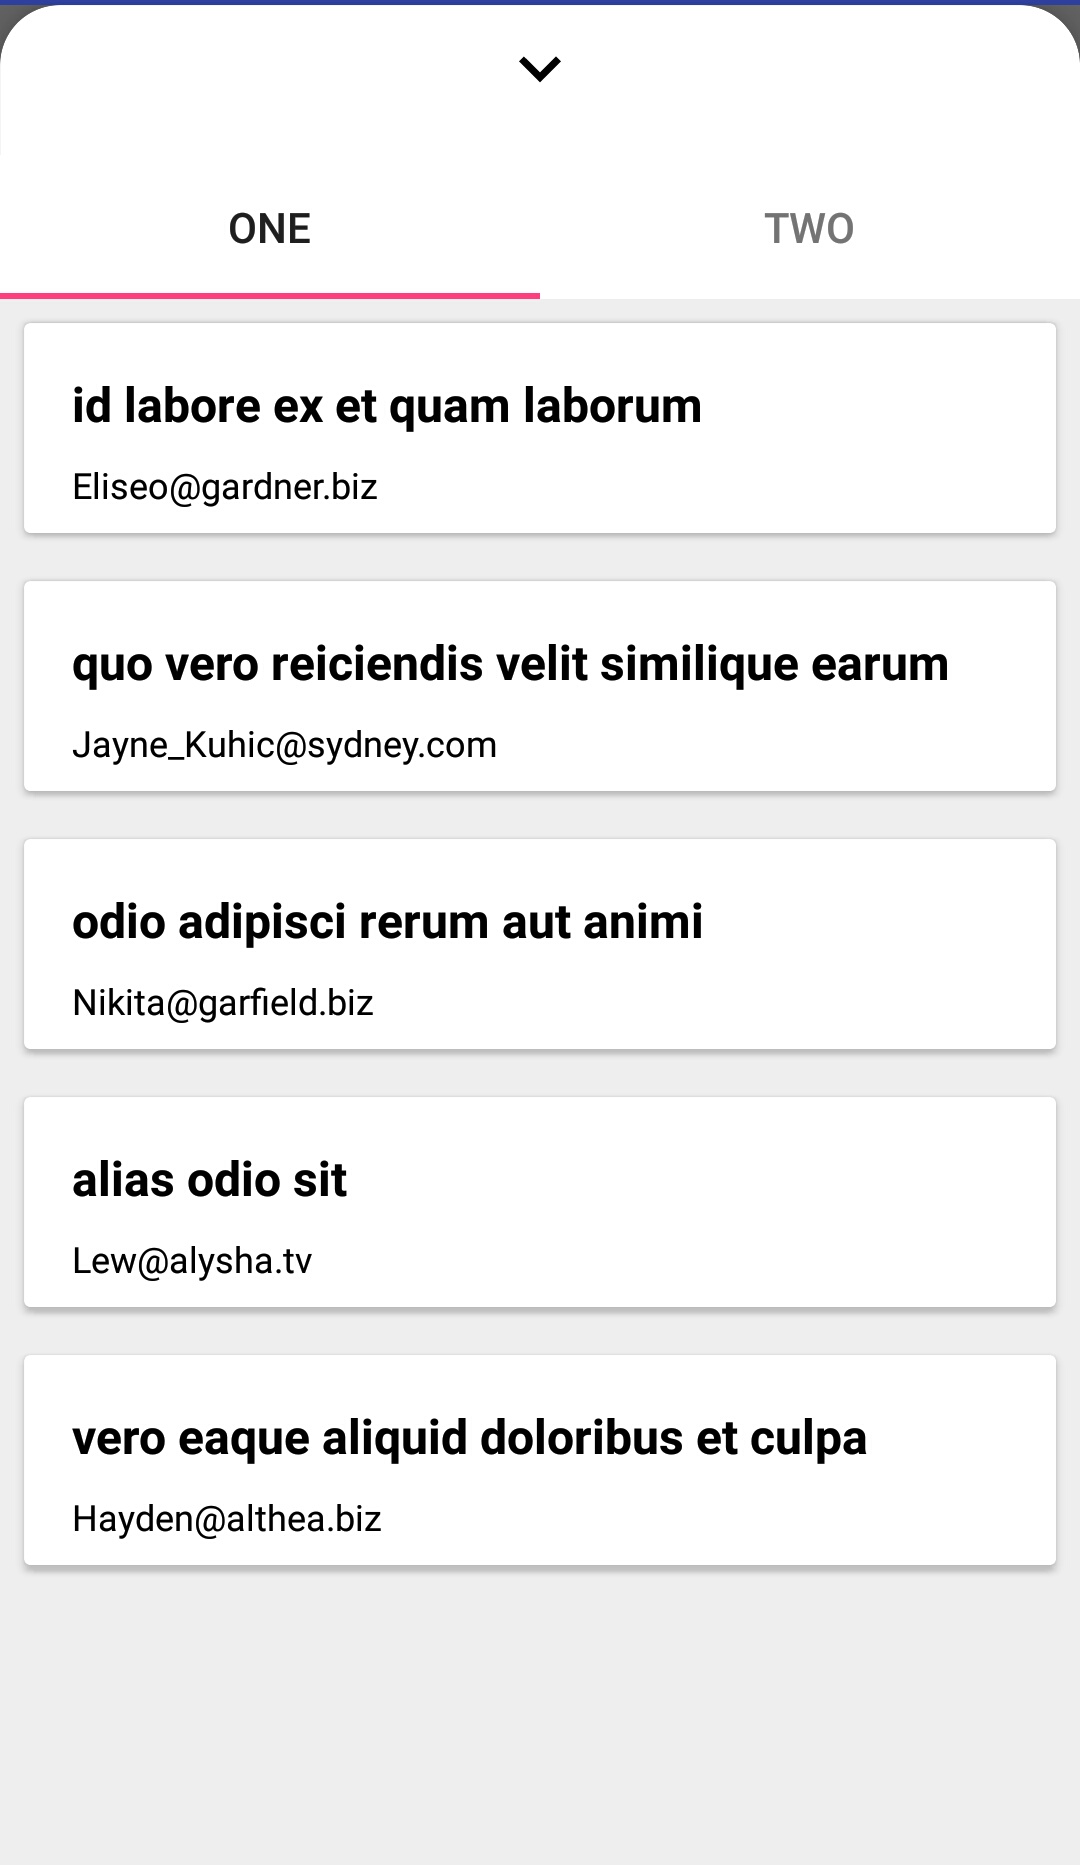 ONE
TWO
id labore ex et quam laborum
Eliseo@gardner.biz
quo vero reiciendis velit similique earum
Jayne_Kuhic@sydney.com
odio adipisci rerum aut animi
Nikita@garfield.biz
alias odio sit
Lew@alysha.tv
vero eaque aliquid doloribus et culpa
Hayden@althea.biz